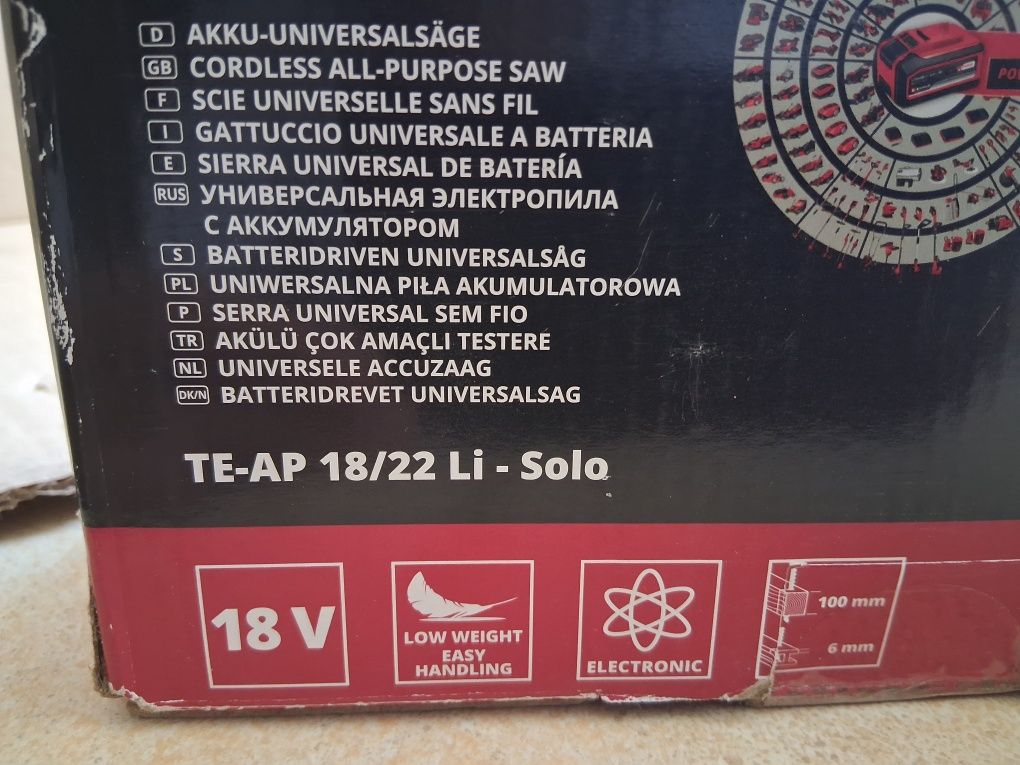 D AKKU-UNIVERSALSÄGE
GB CORDLESS ALL-PURPOSE SAW
F SCIE UNIVERSELLE SANS FIL
I GATTUCCIO UNIVERSALE A BATTERIA
E SIERRA UNIVERSAL DE BATERÍA
RUS УНИВЕРСАЛЬНАЯ ЭЛЕКТРОПИЛА
С АККУМУЛЯТОРОМ
S BATTERIDRIVEN UNIVERSALSÅG
PL UNIWERSALNA PIŁA AKUMULATOROWA
P SERRA UNIVERSAL SEM FIO
TR AKÜLÜ ÇOK AMAÇLI TESTERE
NL UNIVERSELE ACCUZAAG
DK/N BATTERIDREVET UNIVERSALSAG
TE-AP 18/22 Li - Solo
18 V
LOW WEIGHT
EASY
HANDLING
ELECTRONIC
100 mm
6 mm